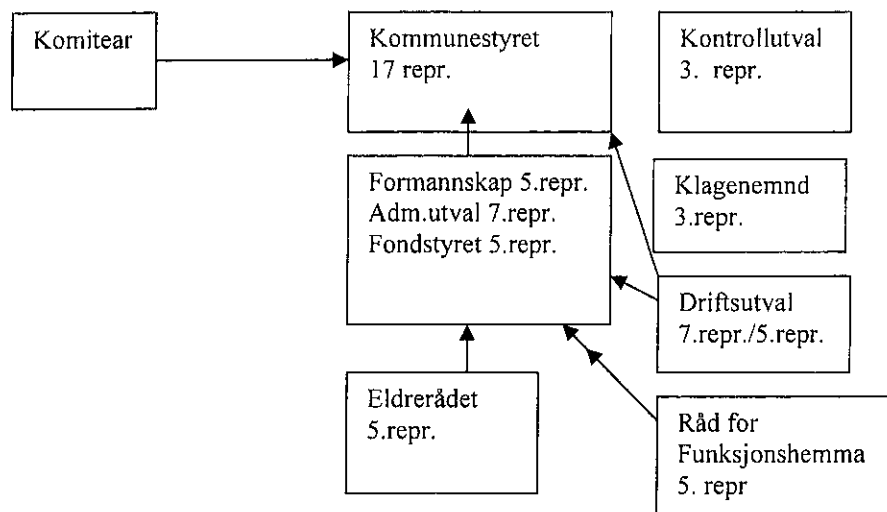 Komitear
Kommunestyret
17 repr.
Kontrollutval
3. repr.
Formannskap 5.repr.
Adm.utval 7.repr.
Fondstyret 5.repr.
Klagenemnd
3.repr.
Driftsutval
7.repr./5.repr.
Eldrerådet
5.repr.
Råd for
Funksjonshemma
5. repr